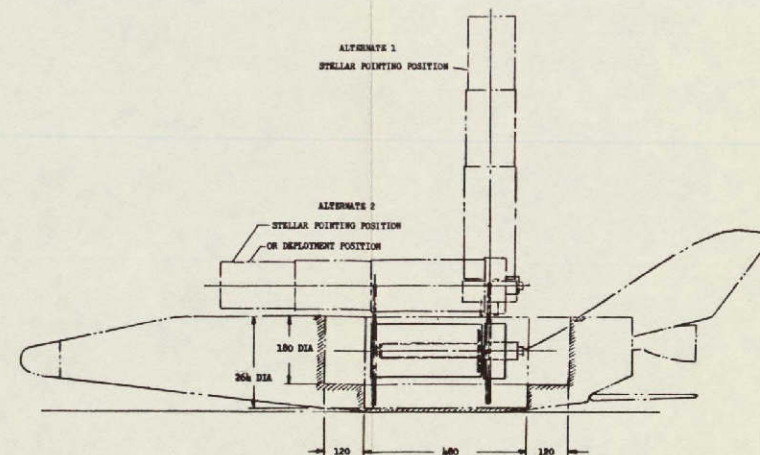 ALTERNATE 1
STELLAR POINTING POSITION
ALTERNATE 2
STELLAR POINTING POSITION
OR DEPLOYMENT POSITION
180 DIA
264 DIA
120
480
120